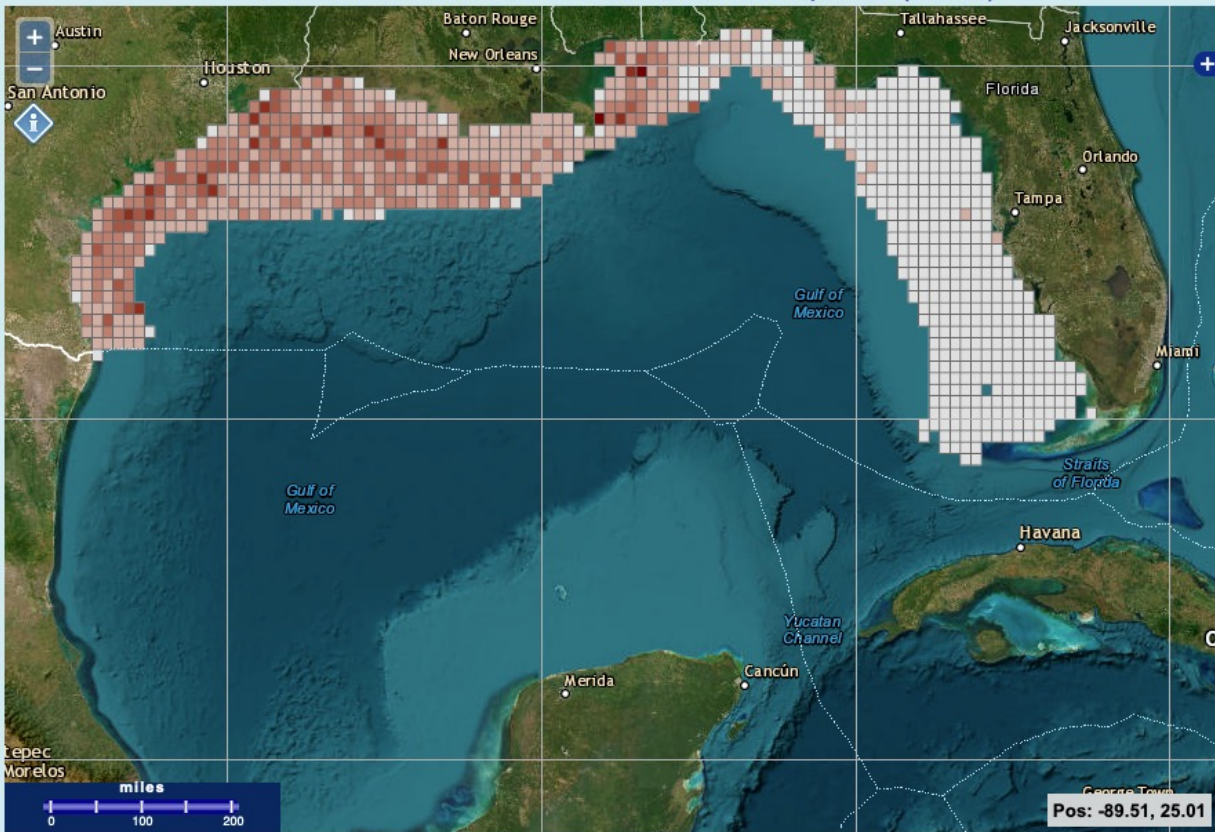 Baton Rouge
Tallahassee
Jacksonville
Austin
New Orleans
+
−
Houston
+
San Antonio
Florida
i
Orlando
Tampa
Gulf of
Mexico
Miami
Straits
of Florida
Gulf of
Mexico
Havana
Yucatan
Channel
Cancún
Merida
tepec
Morelos
miles
0 100 200
George Town
Pos: -89.51, 25.01